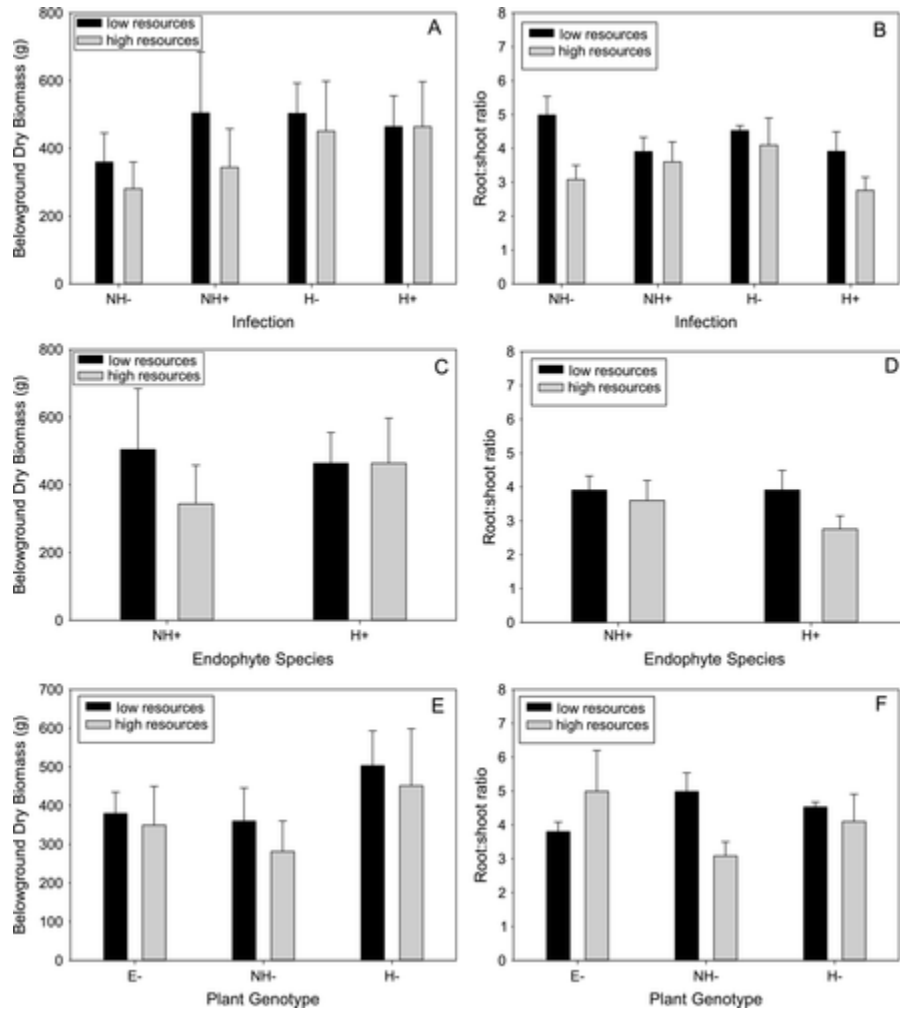 A
low resources
high resources
Belowground Dry Biomass (g)
800
600
400
200
0
NH-
NH+
H-
H+
Infection
B
low resources
high resources
Root:shoot ratio
8
7
6
5
4
3
2
1
0
NH-
NH+
H-
H+
Infection
C
low resources
high resources
Belowground Dry Biomass (g)
800
600
400
200
0
NH+
H+
Endophyte Species
D
low resources
high resources
Root:shoot ratio
8
7
6
5
4
3
2
1
0
NH+
H+
Endophyte Species
E
low resources
high resources
Belowground Dry Biomass (g)
700
600
500
400
300
200
100
0
E-
NH-
H-
Plant Genotype
F
low resources
high resources
Root:shoot ratio
8
7
6
5
4
3
2
1
0
E-
NH-
H-
Plant Genotype